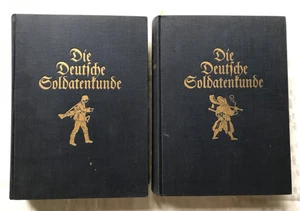 Die
Deutsche
Soldatenkunde
Die
Deutsche
Soldatenkunde